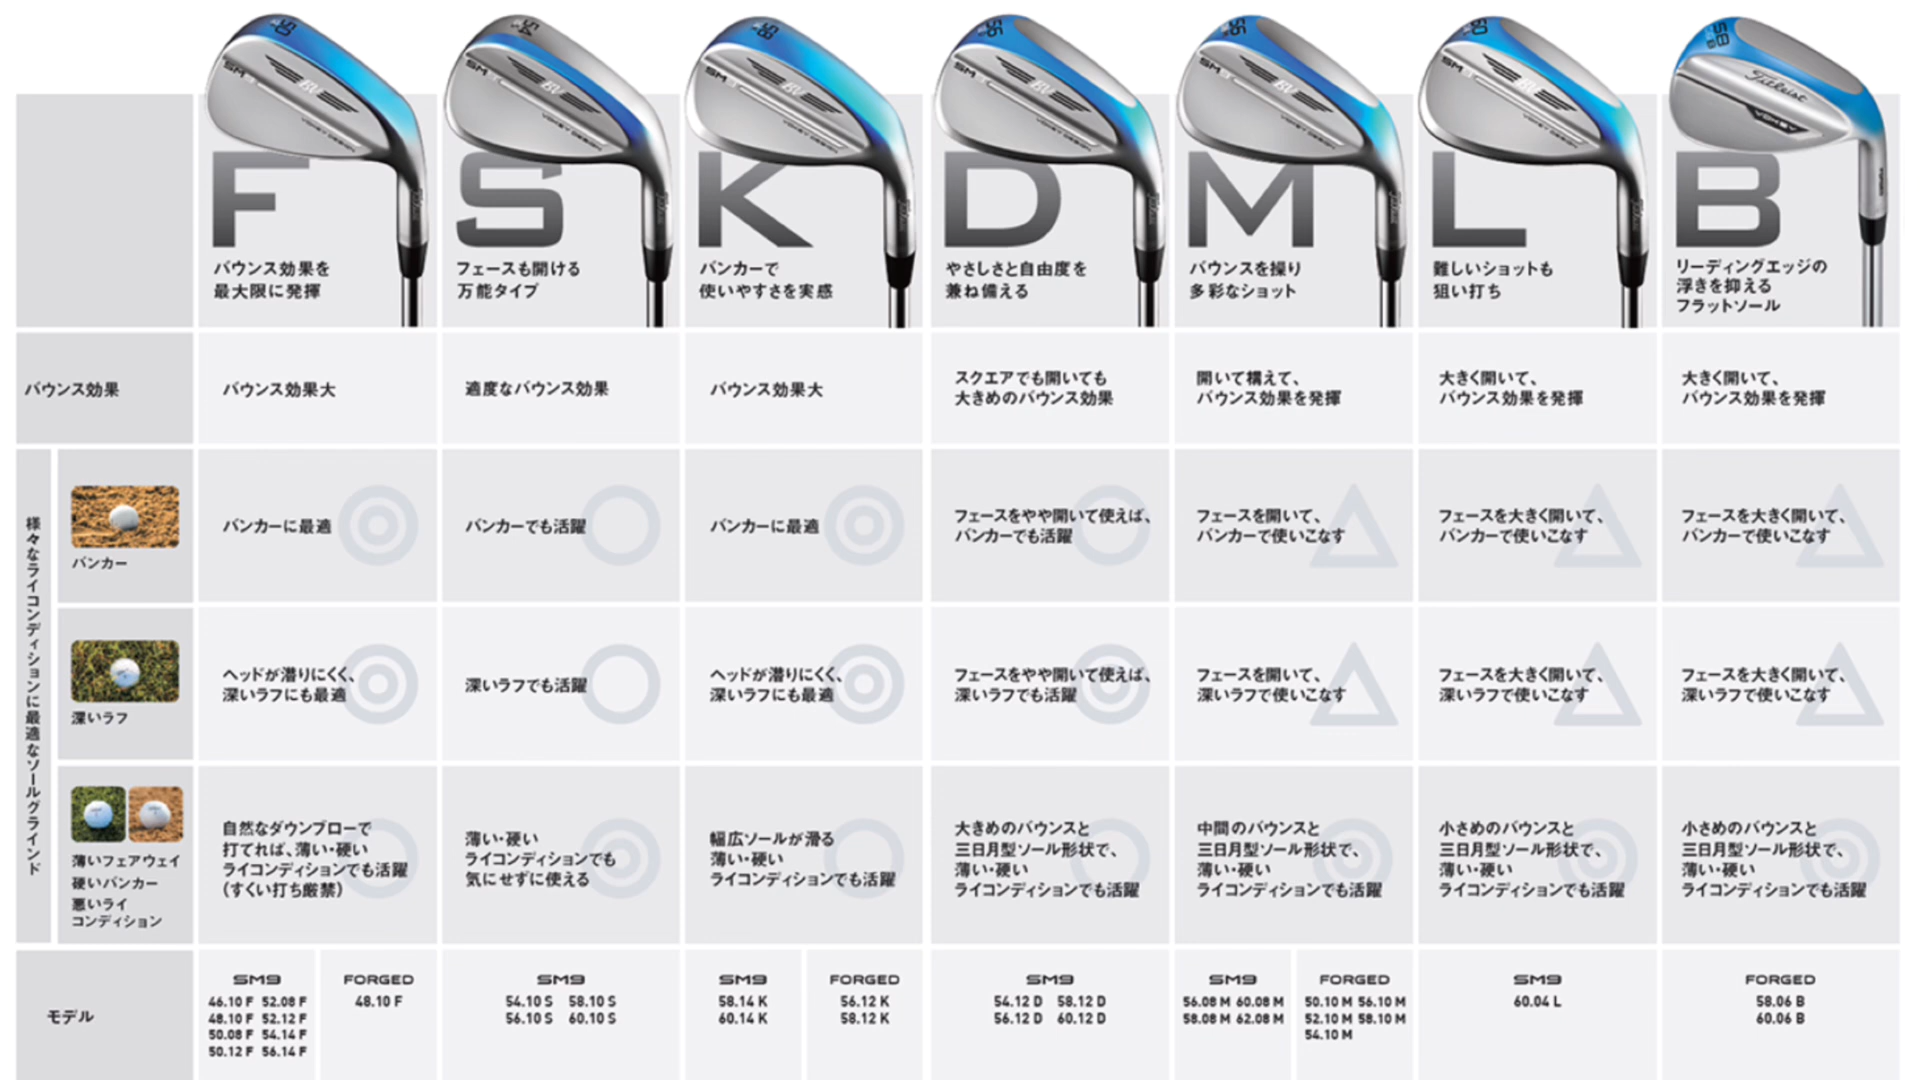 F
バウンス効果を
最大限に発揮
S
フェースも開ける
万能タイプ
K
バンカーで
使いやすさを実感
D
やさしさと自由度を
兼ね備える
M
バウンスを操り
多彩なショット
L
難しいショットも
狙い打ち
B
リーディングエッジの
浮きを抑える
フラットソール
バウンス効果
バウンス効果大
適度なバウンス効果
バウンス効果大
スクエアでも開いても
大きめのバウンス効果
開いて構えて、
バウンス効果を発揮
大きく開いて、
バウンス効果を発揮
大きく開いて、
バウンス効果を発揮
様々なライコンディションに最適なソールグラインド
バンカー
バンカーに最適
バンカーでも活躍
バンカーに最適
フェースをやや開いて使えば、
バンカーでも活躍
フェースを開いて、
バンカーで使いこなす
フェースを大きく開いて、
バンカーで使いこなす
フェースを大きく開いて、
バンカーで使いこなす
深いラフ
ヘッドが潜りにくく、
深いラフにも最適
深いラフでも活躍
ヘッドが潜りにくく、
深いラフにも最適
フェースをやや開いて使えば、
深いラフでも活躍
フェースを開いて、
深いラフで使いこなす
フェースを大きく開いて、
深いラフで使いこなす
フェースを大きく開いて、
深いラフで使いこなす
薄いフェアウェイ
硬いバンカー
悪いライ
コンディション
自然なダウンブローで
打てれば、薄い・硬い
ライコンディションでも活躍
(すくい打ち厳禁)
薄い・硬い
ライコンディションでも
気にせずに使える
幅広ソールが滑る
薄い・硬い
ライコンディションでも活躍
大きめのバウンスと
三日月型ソール形状で、
薄い・硬い
ライコンディションでも活躍
中間のバウンスと
三日月型ソール形状で、
薄い・硬い
ライコンディションでも活躍
小さめのバウンスと
三日月型ソール形状で、
薄い・硬い
ライコンディションでも活躍
小さめのバウンスと
三日月型ソール形状で、
薄い・硬い
ライコンディションでも活躍
モデル
SM9
46.10 F 52.08 F
48.10 F 52.12 F
50.08 F 54.14 F
50.12 F 56.14 F
FORGED
48.10 F
SM9
54.10 S 58.10 S
56.10 S 60.10 S
SM9
58.14 K
60.14 K
FORGED
56.12 K
58.12 K
SM9
54.12 D 58.12 D
56.12 D 60.12 D
SM9
56.08 M 60.08 M
58.08 M 62.08 M
FORGED
50.10 M 56.10 M
52.10 M 58.10 M
54.10 M
SM9
60.04 L
FORGED
58.06 B
60.06 B